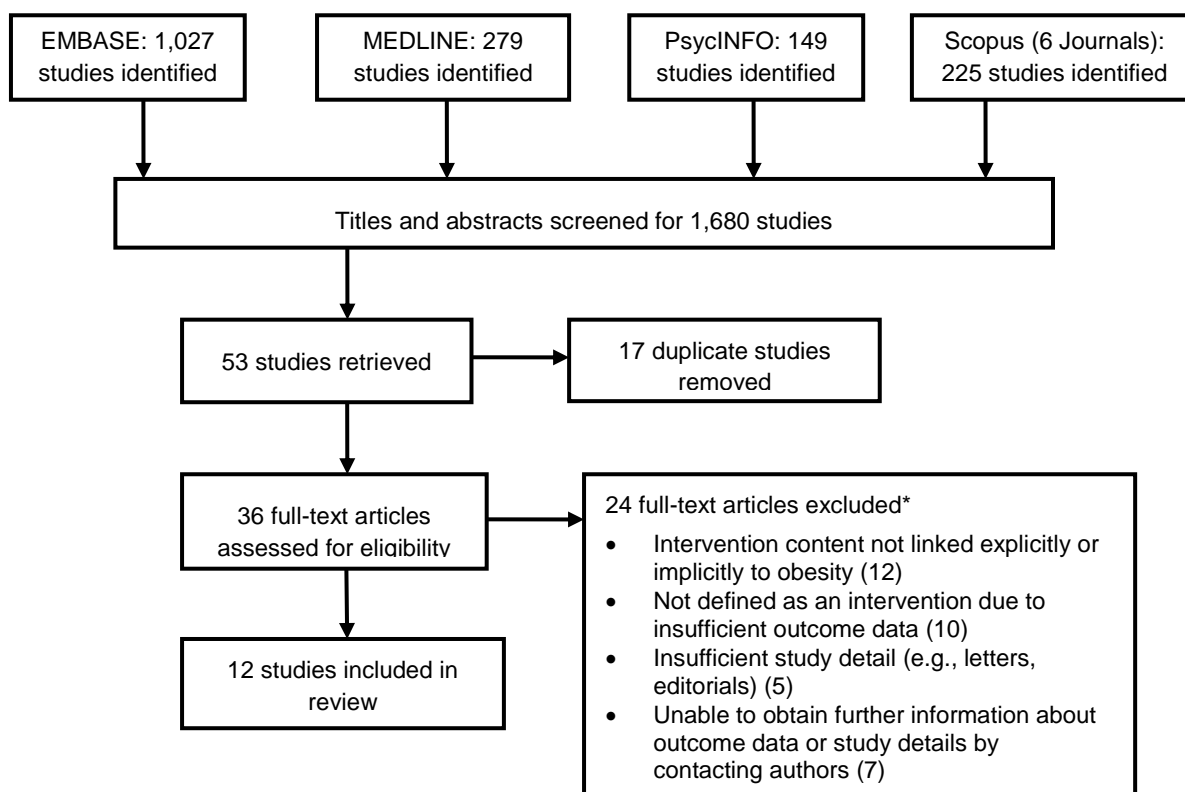 EMBASE: 1,027
studies identified
MEDLINE: 279
studies identified
PsycINFO: 149
studies identified
Scopus (6 Journals):
225 studies identified
Titles and abstracts screened for 1,680 studies
53 studies retrieved
17 duplicate studies
removed
36 full-text articles
assessed for eligibility
24 full-text articles excluded*
• Intervention content not linked explicitly or
implicitly to obesity (12)
• Not defined as an intervention due to
insufficient outcome data (10)
• Insufficient study detail (e.g., letters,
editorials) (5)
• Unable to obtain further information about
outcome data or study details by
contacting authors (7)
12 studies included in
review